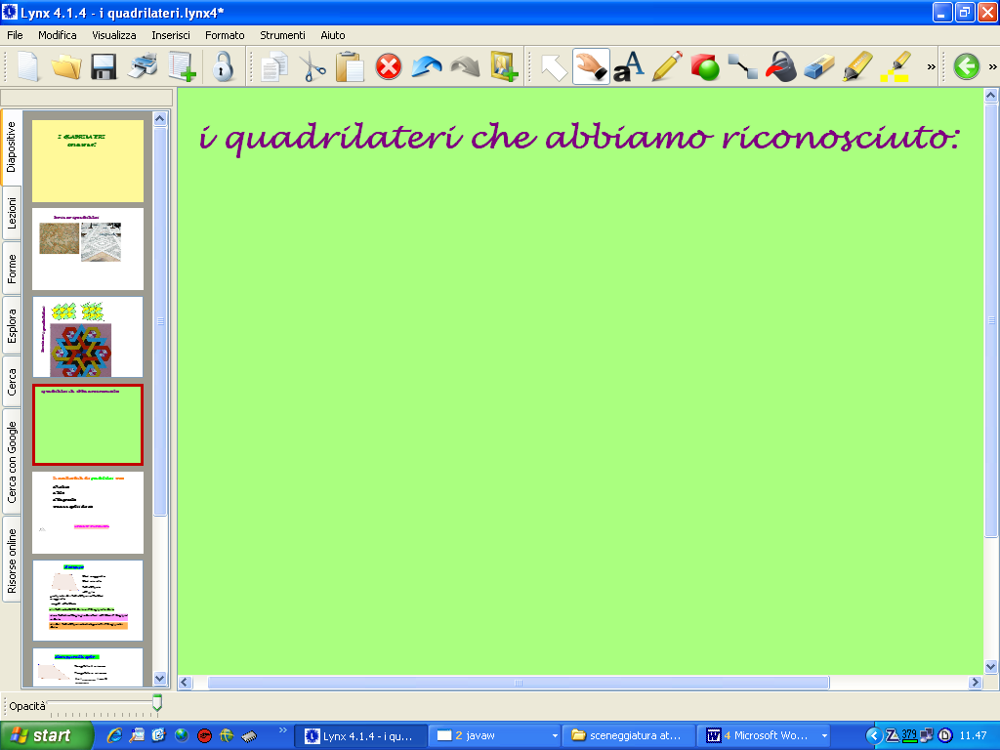 Lynx 4.1.4 - i quadrilateri.lynx4*
File Modifica Visualizza Inserisci Formato Strumenti Aiuto
i quadrilateri che abbiamo riconosciuto:
Diapositive
Lezioni
Forme
Esplora
Cerca
Cerca con Google
Risorse online
Opacità
start
Lynx 4.1.4 - i qu...
2 javaw
sceneggiatura at...
4 Microsoft Wo...
379
11.47